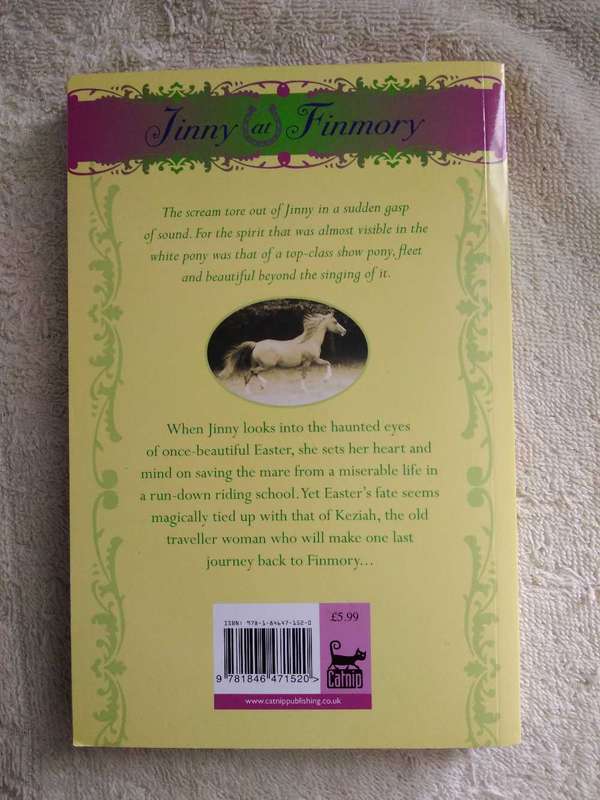 Jinny at Finmory
The scream tore out of Jinny in a sudden gasp
of sound. For the spirit that was almost visible in the
white pony was that of a top-class show pony, fleet
and beautiful beyond the singing of it.
When Jinny looks into the haunted eyes
of once-beautiful Easter, she sets her heart and
mind on saving the mare from a miserable life in
a run-down riding school. Yet Easter's fate seems
magically tied up with that of Keziah, the old
traveller woman who will make one last
journey back to Finmory...
ISBN: 978-1-84647-152-0
£5.99
9 781846 471520>
Catnip
www.catnippublishing.co.uk